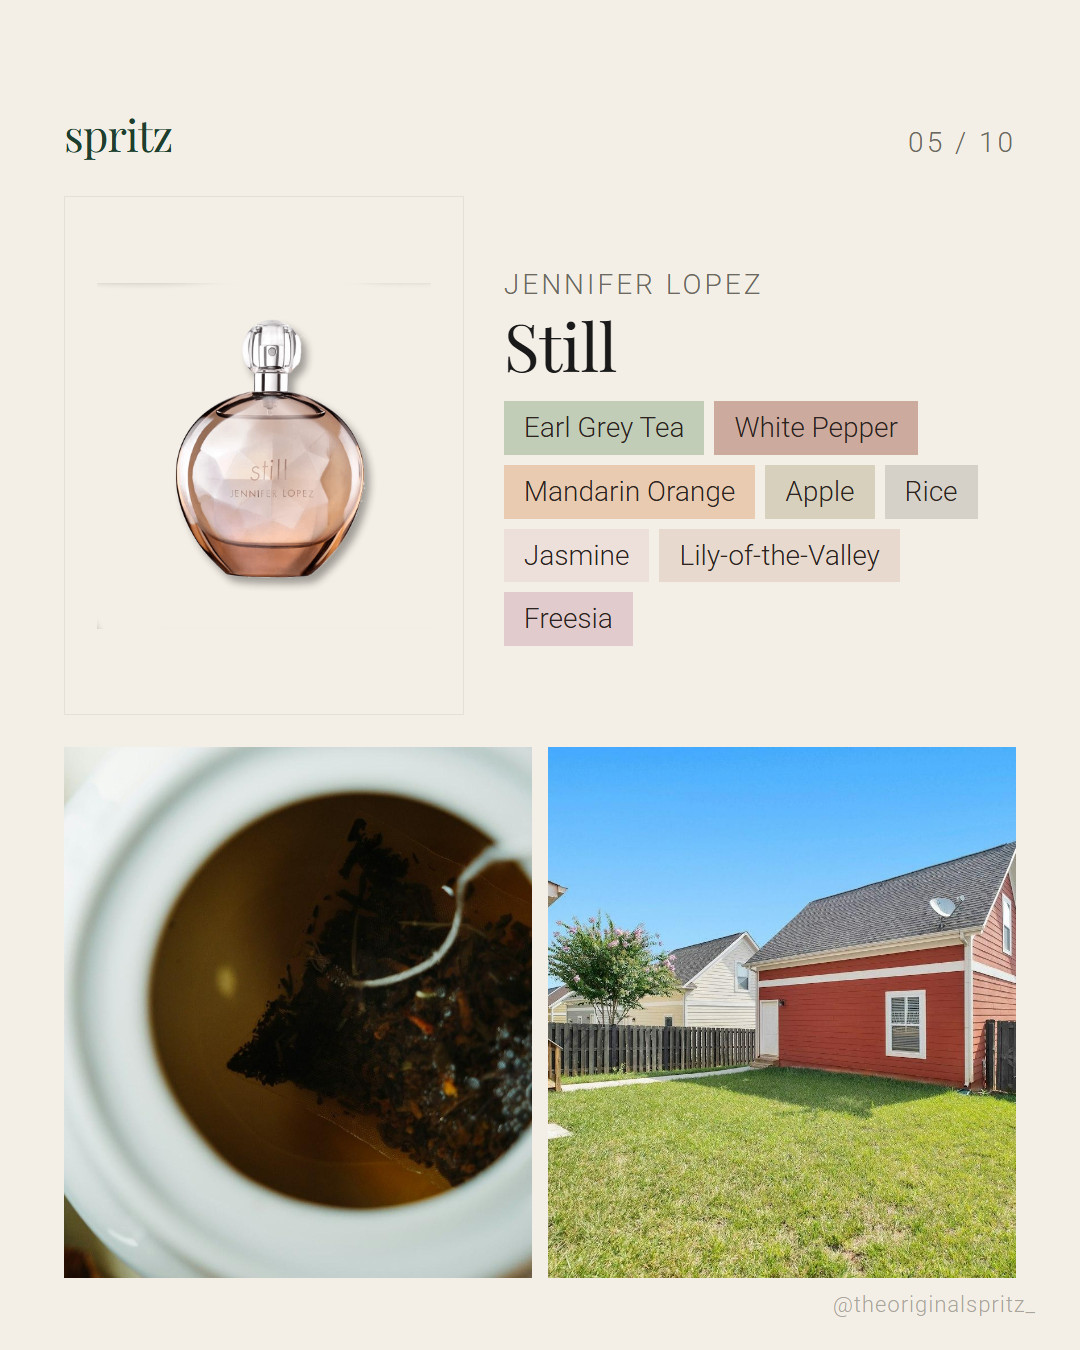 spritz
05 / 10
JENNIFER LOPEZ
Still
Earl Grey Tea
White Pepper
Mandarin Orange
Apple
Rice
Jasmine
Lily-of-the-Valley
Freesia
still
JENNIFER LOPEZ
@theoriginalspritz_